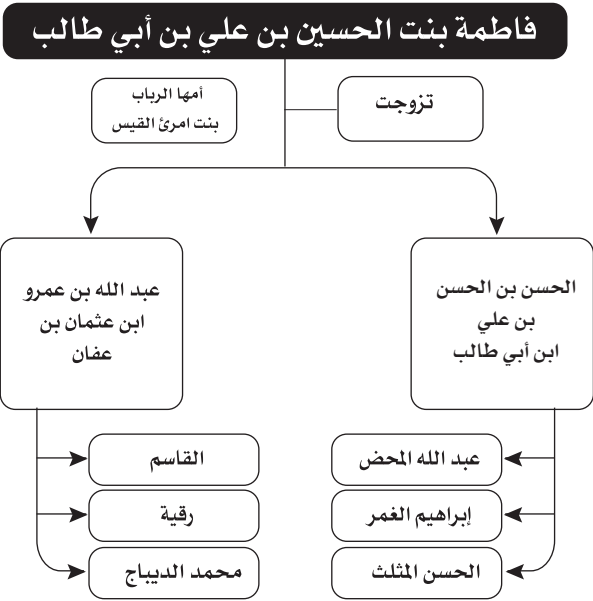 فاطمة بنت الحسين بن علي بن أبي طالب
تزوجت
أمها الرباب
بنت امرئ القيس
الحسن بن الحسن
بن علي
ابن أبي طالب
عبد الله بن عمرو
ابن عثمان بن
عفان
عبد الله المحض
إبراهيم الغمر
الحسن المثلث
القاسم
رقية
محمد الديباج